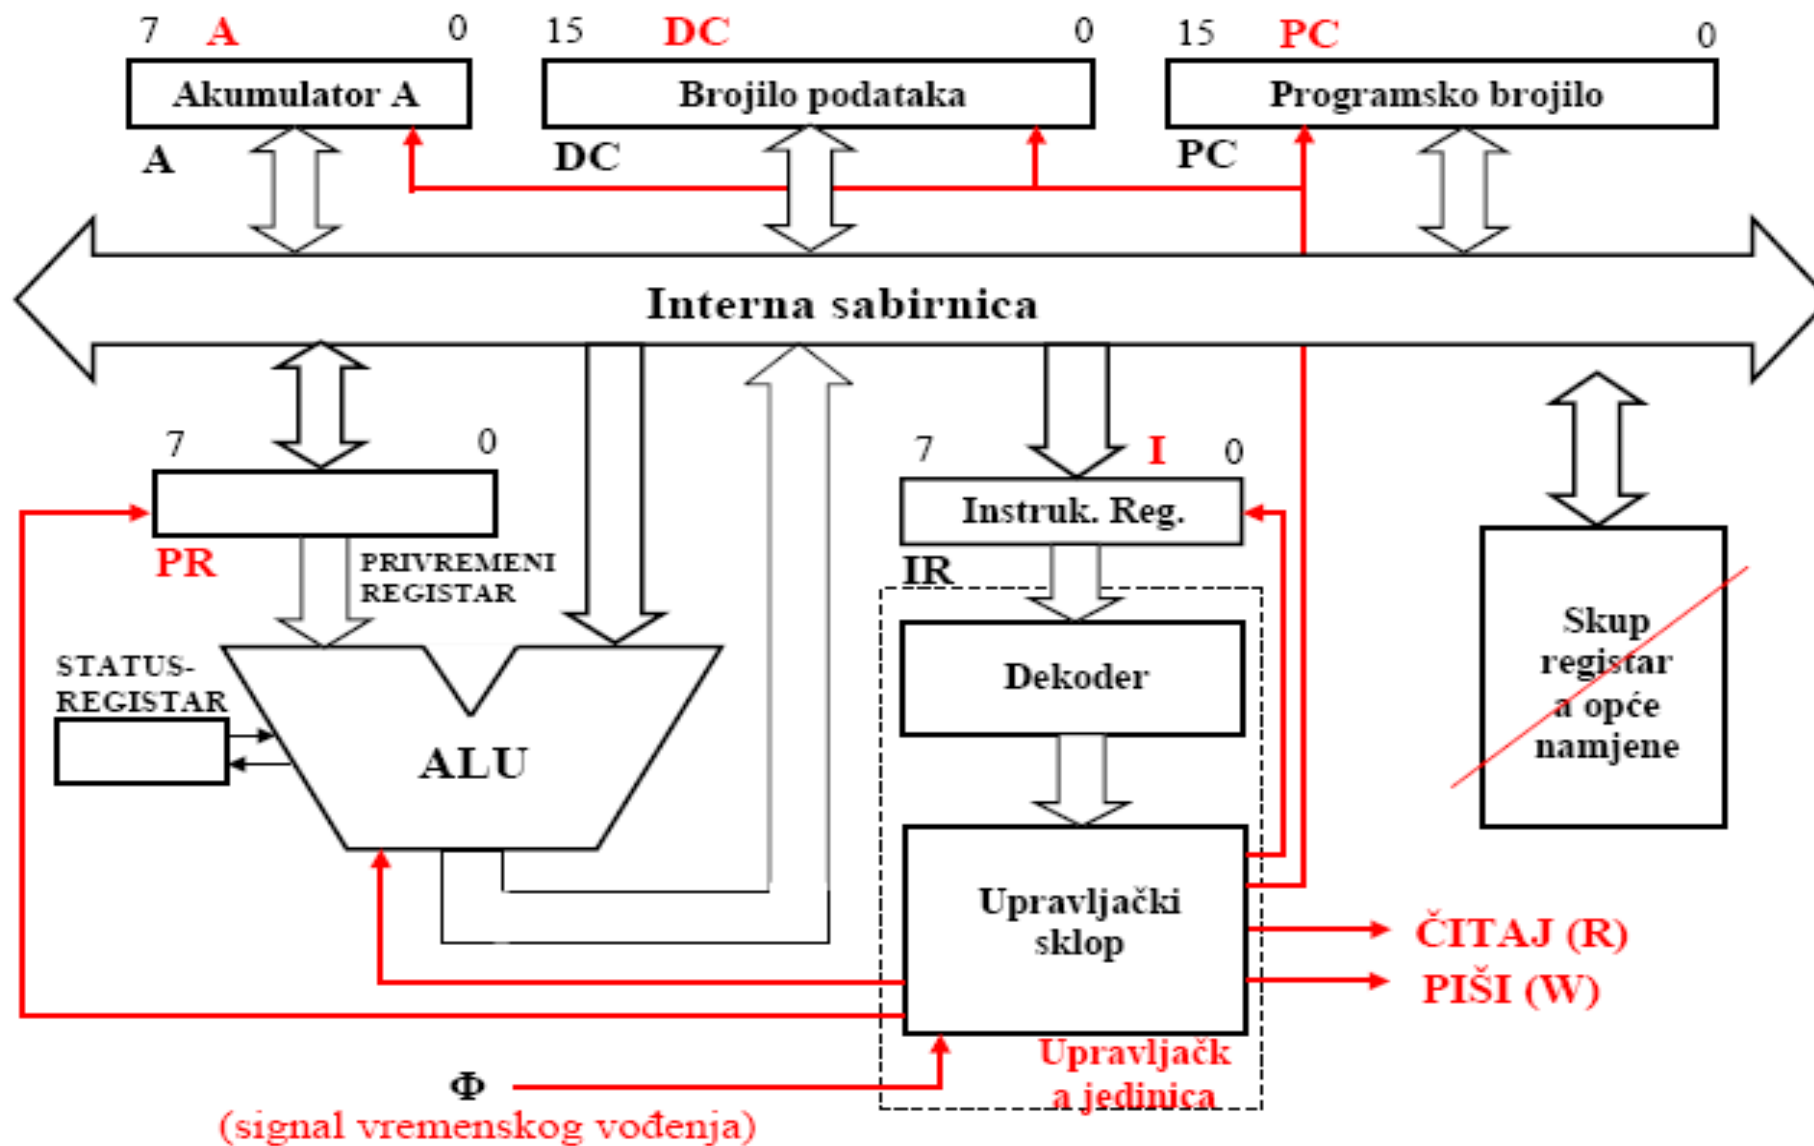 7 A 0 15 DC 0 15 PC 0
Akumulator A Brojilo podataka Programsko brojilo
A DC PC
Interna sabirnica
7 0 7 I 0
Instruk. Reg.
PR PRIVREMENI
REGISTAR
IR
STATUS-
REGISTAR
ALU
Dekoder
Skup
registar
a opće
namjene
Upravljački
sklop
ČITAJ (R)
PIŠI (W)
Upravljačk
a jedinica
Φ
(signal vremenskog vođenja)